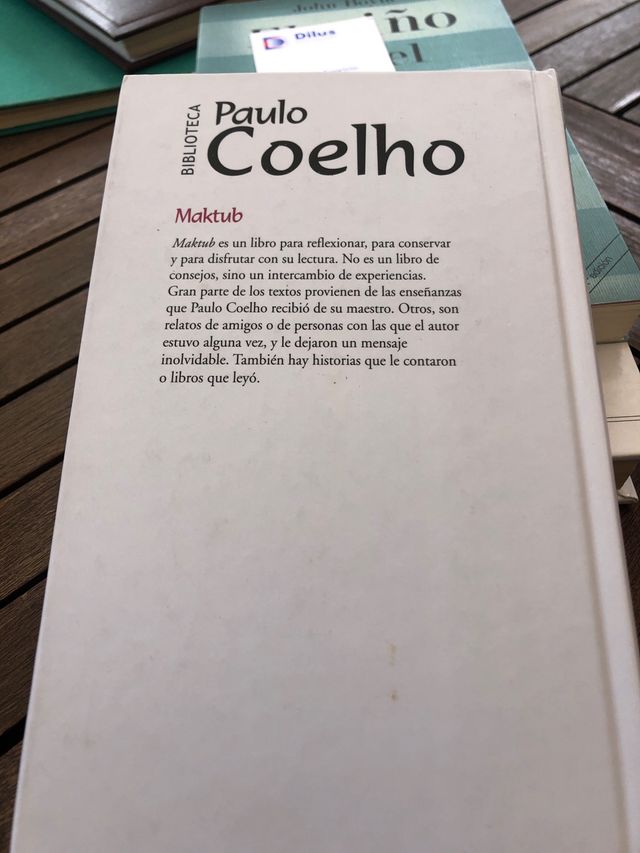 John
Dilus
BIBLIOTECA
Paulo
Coelho
Maktub
Maktub es un libro para reflexionar, para conservar
y para disfrutar con su lectura. No es un libro de
consejos, sino un intercambio de experiencias.
Gran parte de los textos provienen de las enseñanzas
que Paulo Coelho recibió de su maestro. Otros, son
relatos de amigos o de personas con las que el autor
estuvo alguna vez, y le dejaron un mensaje
inolvidable. También hay historias que le contaron
o libros que leyó.
edición